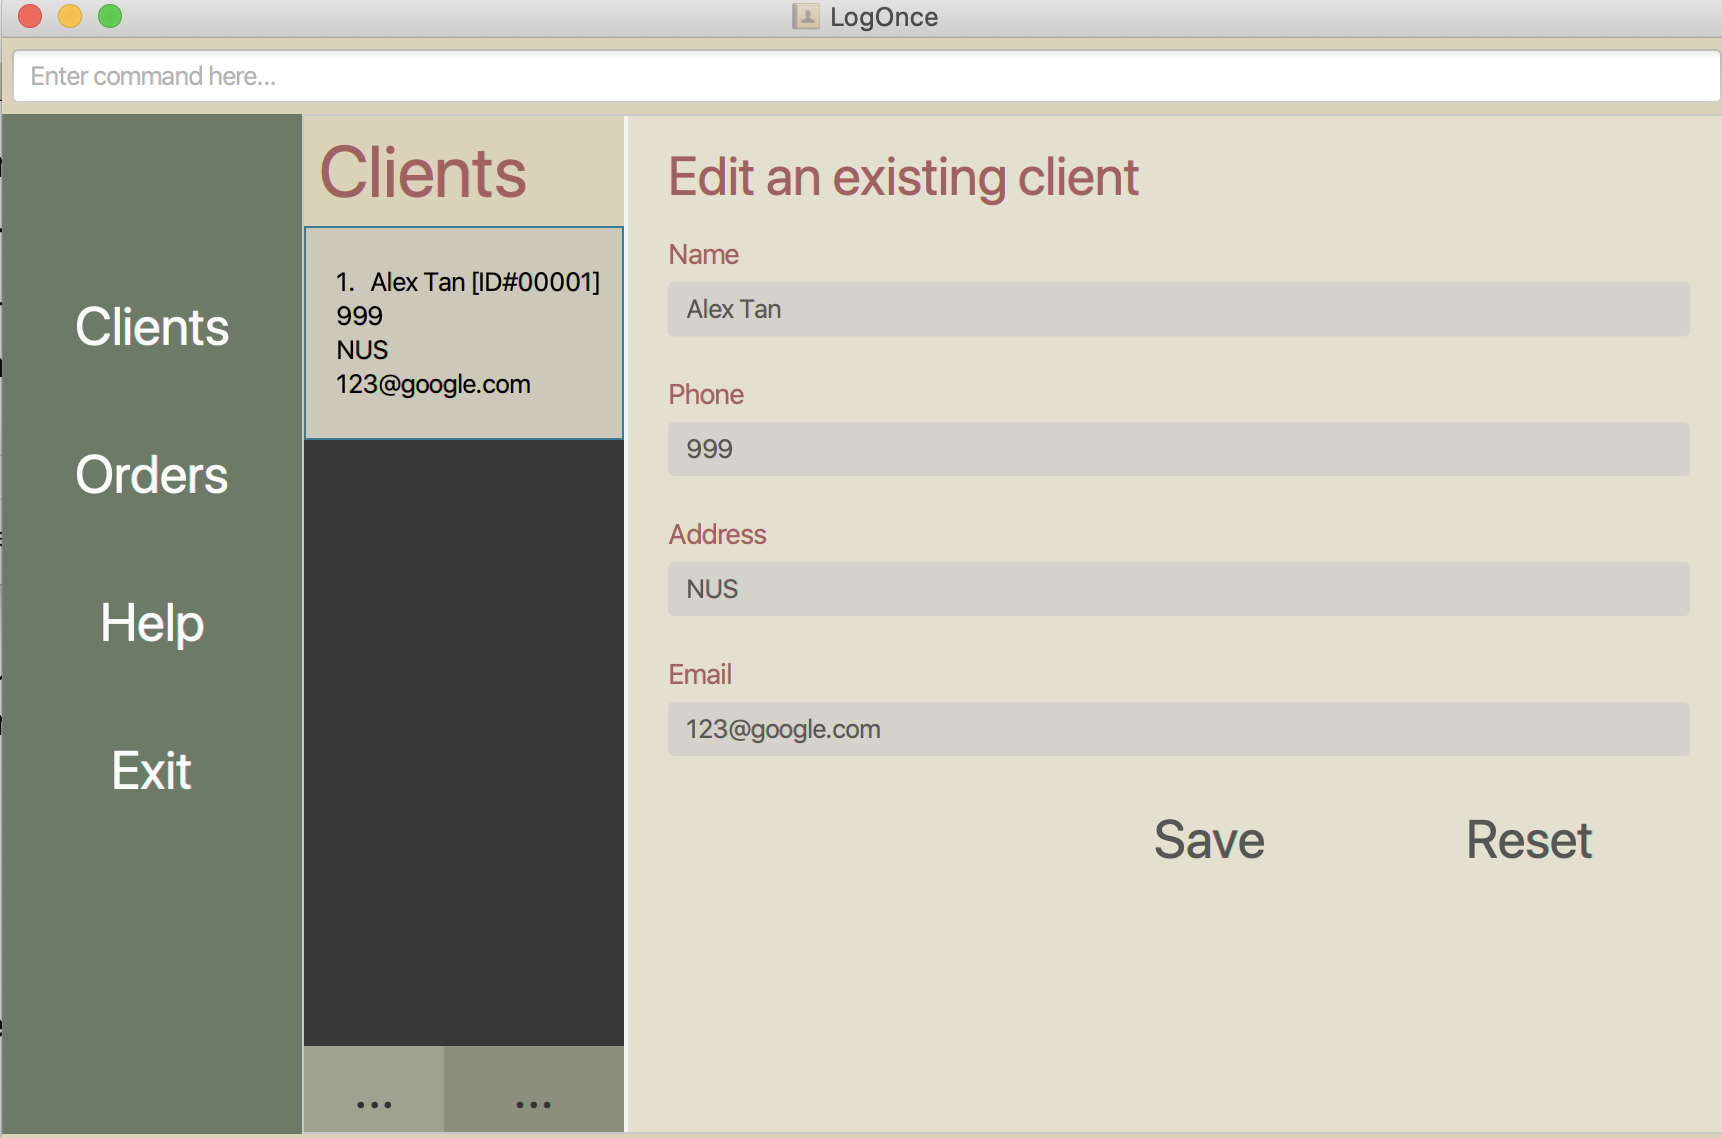 LogOnce
Enter command here...
Clients
Orders
Help
Exit
Clients
1. Alex Tan [ID#00001]
999
NUS
123@google.com
...
...
Edit an existing client
Name
Alex Tan
Phone
999
Address
NUS
Email
123@google.com
Save
Reset